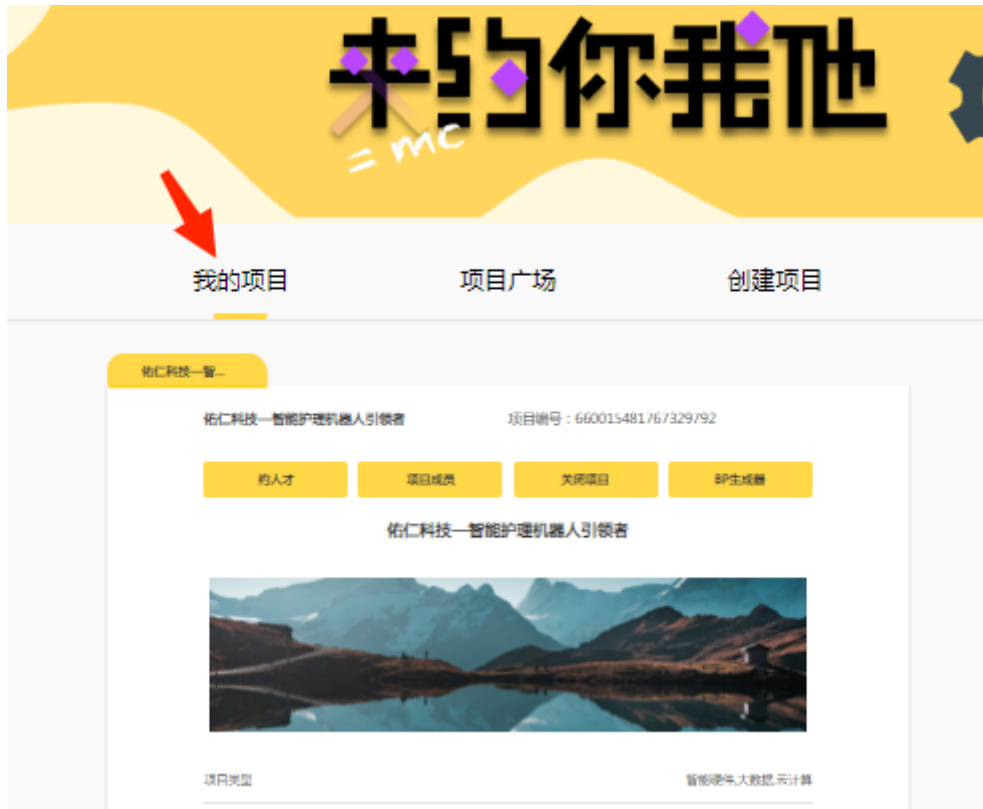 来约你我他
= mc
我的项目 项目广场 创建项目
佑仁科技—智...
佑仁科技—智能护理机器人引领者 项目编号：660015481767329792
约人才 项目成员 关闭项目 BP生成器
佑仁科技—智能护理机器人引领者
项目类型 智能硬件,大数据,云计算